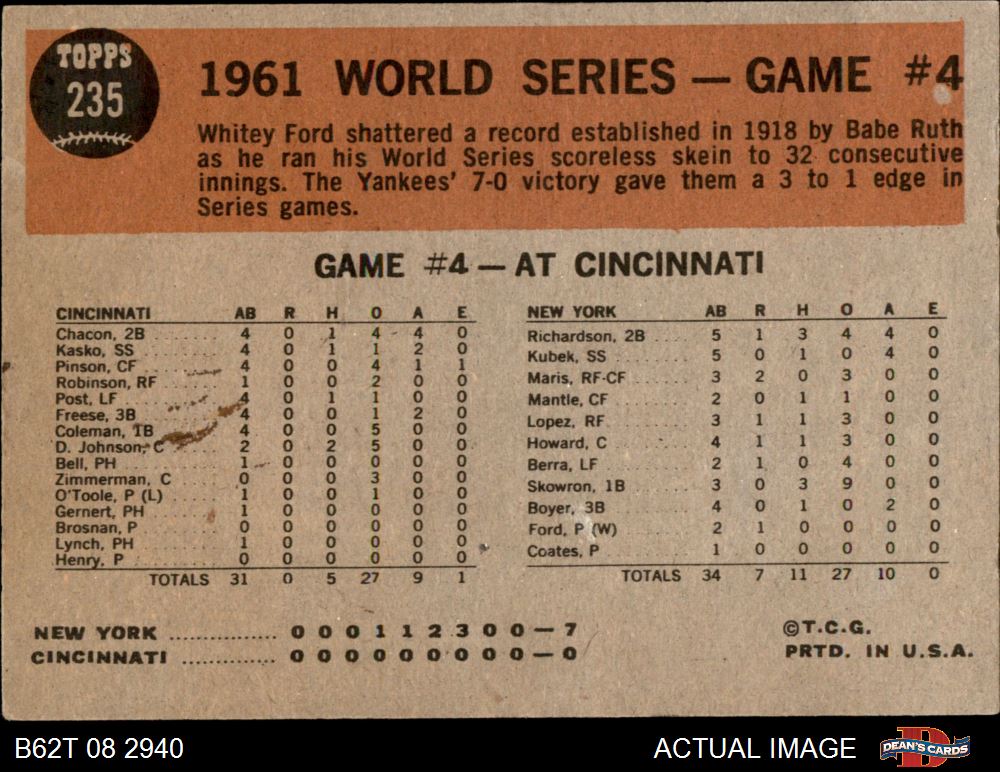 TOPPS
235
1961 WORLD SERIES — GAME #4
Whitey Ford shattered a record established in 1918 by Babe Ruth
as he ran his World Series scoreless skein to 32 consecutive
innings. The Yankees' 7-0 victory gave them a 3 to 1 edge in
Series games.
GAME #4 — AT CINCINNATI
CINCINNATI AB R H O A E
Chacon, 2B 4 0 1 4 4 0
Kasko, SS 4 0 1 1 2 0
Pinson, CF 4 0 0 4 1 1
Robinson, RF 1 0 0 2 0 0
Post, LF 4 0 1 1 0 0
Freese, 3B 4 0 0 1 2 0
Coleman, 1B 4 0 0 5 0 0
D. Johnson, C 2 0 2 5 0 0
Bell, PH 1 0 0 0 0 0
Zimmerman, C 0 0 0 3 0 0
O'Toole, P (L) 1 0 0 1 0 0
Gernert, PH 1 0 0 0 0 0
Brosnan, P 0 0 0 0 0 0
Lynch, PH 1 0 0 0 0 0
Henry, P 0 0 0 0 0 0
TOTALS 31 0 5 27 9 1
NEW YORK AB R H O A E
Richardson, 2B 5 1 3 4 4 0
Kubek, SS 5 0 1 0 4 0
Maris, RF-CF 3 2 0 3 0 0
Mantle, CF 2 0 1 1 0 0
Lopez, RF 3 1 1 3 0 0
Howard, C 4 1 1 3 0 0
Berra, LF 2 1 0 4 0 0
Skowron, 1B 3 0 3 9 0 0
Boyer, 3B 4 0 1 0 2 0
Ford, P (W) 2 1 0 0 0 0
Coates, P 1 0 0 0 0 0
TOTALS 34 7 11 27 10 0
NEW YORK ................ 0 0 0 1 1 2 3 0 0 — 7
CINCINNATI .............. 0 0 0 0 0 0 0 0 0 — 0
©T.C.G.
PRTD. IN U.S.A.
B62T 08 2940
ACTUAL IMAGE
DEAN'S CARDS